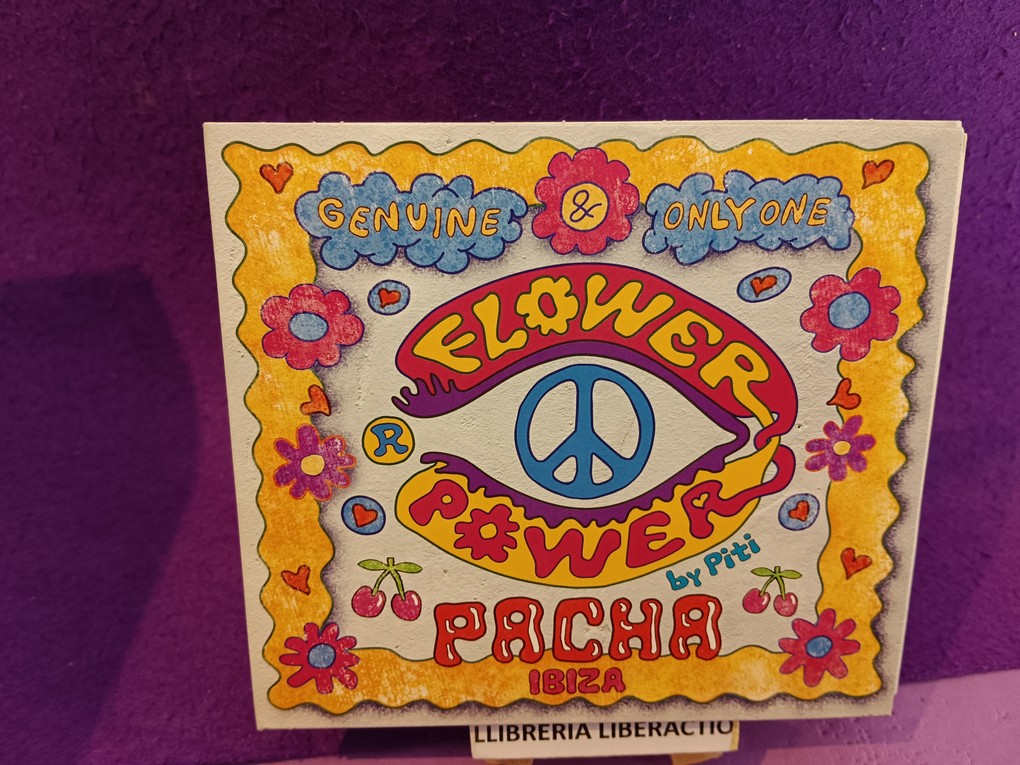 GENUINE & ONLY ONE
FLOWER
R
POWER
by Piti
PACHA
IBIZA
LLIBRERIA LIBERACTIO